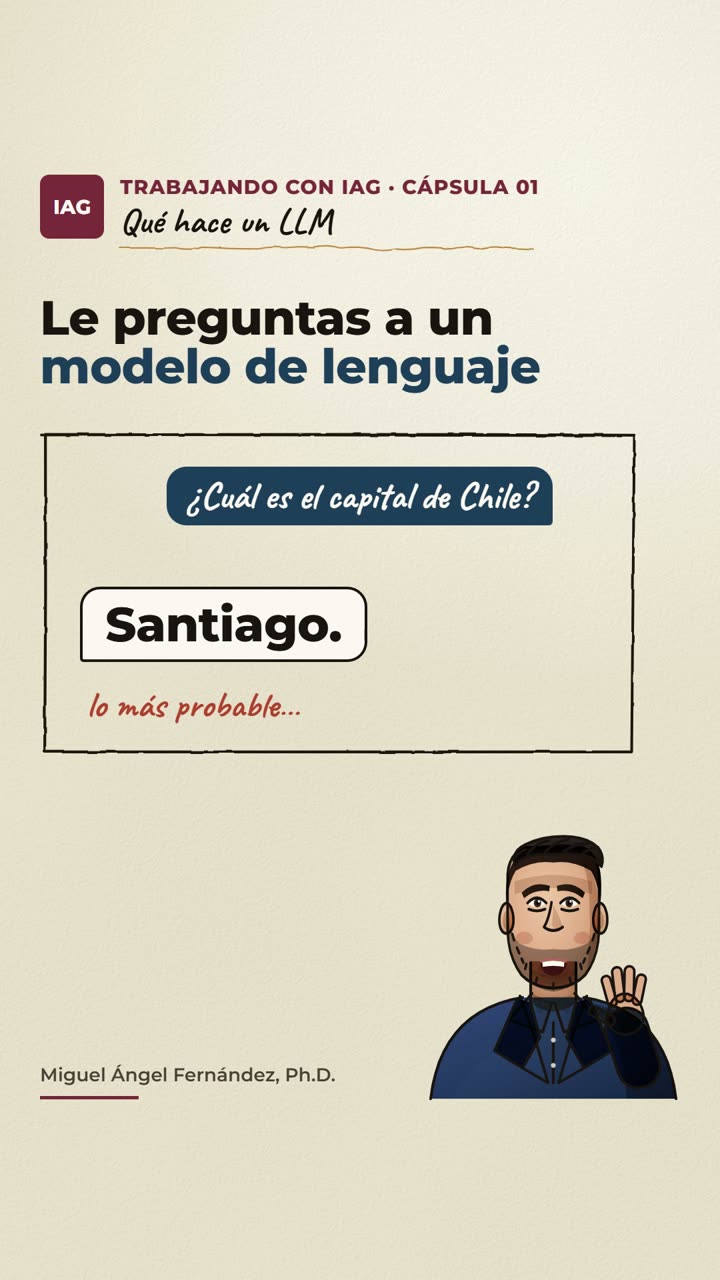 IAG
TRABAJANDO CON IAG · CÁPSULA 01
Qué hace un LLM
Le preguntas a un
modelo de lenguaje
¿Cuál es el capital de Chile?
Santiago.
lo más probable...
Miguel Ángel Fernández, Ph.D.